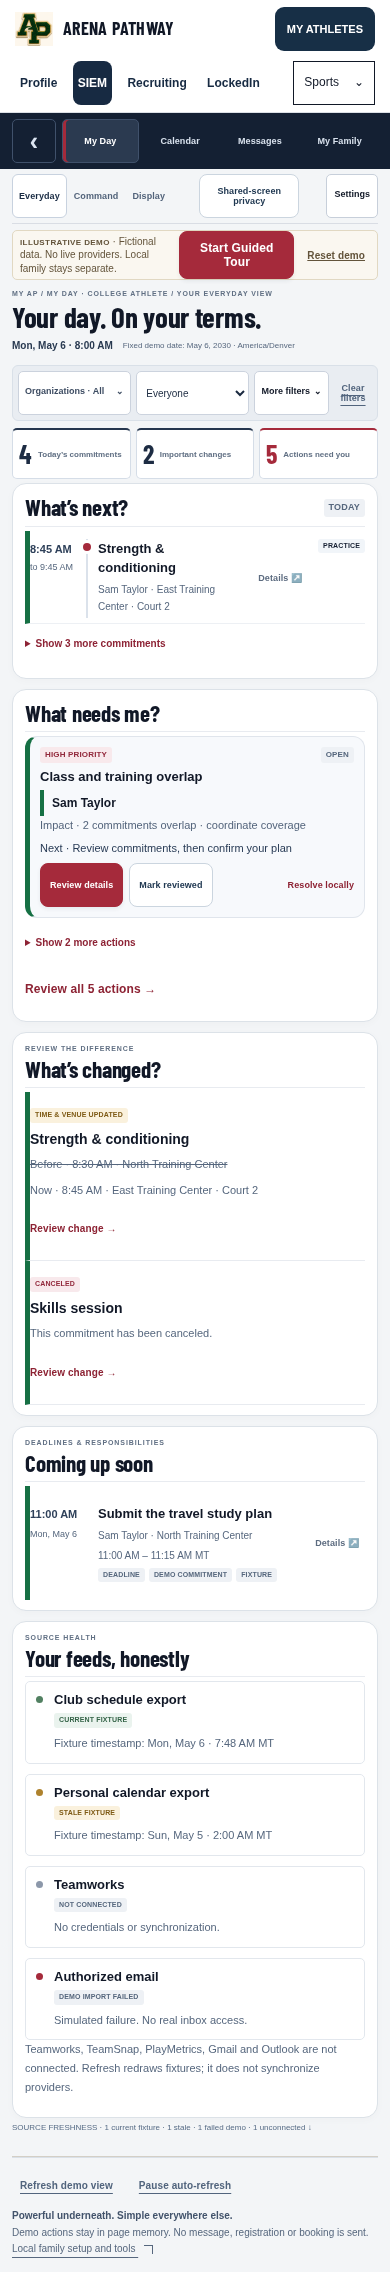 AP ARENA PATHWAY
MY ATHLETES
Profile SIEM Recruiting LockedIn Sports
‹ My Day Calendar Messages My Family
Everyday Command Display Shared-screen privacy Settings
ILLUSTRATIVE DEMO · Fictional data. No live providers. Local family stays separate.
Start Guided Tour
Reset demo
MY AP / MY DAY · COLLEGE ATHLETE / YOUR EVERYDAY VIEW
Your day. On your terms.
Mon, May 6 · 8:00 AM Fixed demo date: May 6, 2030 · America/Denver
Organizations · All Everyone More filters Clear filters
4 Today's commitments 2 Important changes 5 Actions need you
What's next? TODAY
8:45 AM Strength & conditioning PRACTICE
to 9:45 AM
Sam Taylor · East Training Center · Court 2
Details ↗
▶ Show 3 more commitments
What needs me?
HIGH PRIORITY OPEN
Class and training overlap
Sam Taylor
Impact · 2 commitments overlap · coordinate coverage
Next · Review commitments, then confirm your plan
Review details Mark reviewed Resolve locally
▶ Show 2 more actions
Review all 5 actions →
REVIEW THE DIFFERENCE
What's changed?
TIME & VENUE UPDATED
Strength & conditioning
Before · 8:30 AM · North Training Center
Now · 8:45 AM · East Training Center · Court 2
Review change →
CANCELED
Skills session
This commitment has been canceled.
Review change →
DEADLINES & RESPONSIBILITIES
Coming up soon
11:00 AM Submit the travel study plan
Mon, May 6 Sam Taylor · North Training Center
11:00 AM – 11:15 AM MT
Details ↗
DEADLINE DEMO COMMITMENT FIXTURE
SOURCE HEALTH
Your feeds, honestly
Club schedule export
CURRENT FIXTURE
Fixture timestamp: Mon, May 6 · 7:48 AM MT
Personal calendar export
STALE FIXTURE
Fixture timestamp: Sun, May 5 · 2:00 AM MT
Teamworks
NOT CONNECTED
No credentials or synchronization.
Authorized email
DEMO IMPORT FAILED
Simulated failure. No real inbox access.
Teamworks, TeamSnap, PlayMetrics, Gmail and Outlook are not
connected. Refresh redraws fixtures; it does not synchronize
providers.
SOURCE FRESHNESS · 1 current fixture · 1 stale · 1 failed demo · 1 unconnected ↓
Refresh demo view Pause auto-refresh
Powerful underneath. Simple everywhere else.
Demo actions stay in page memory. No message, registration or booking is sent.
Local family setup and tools